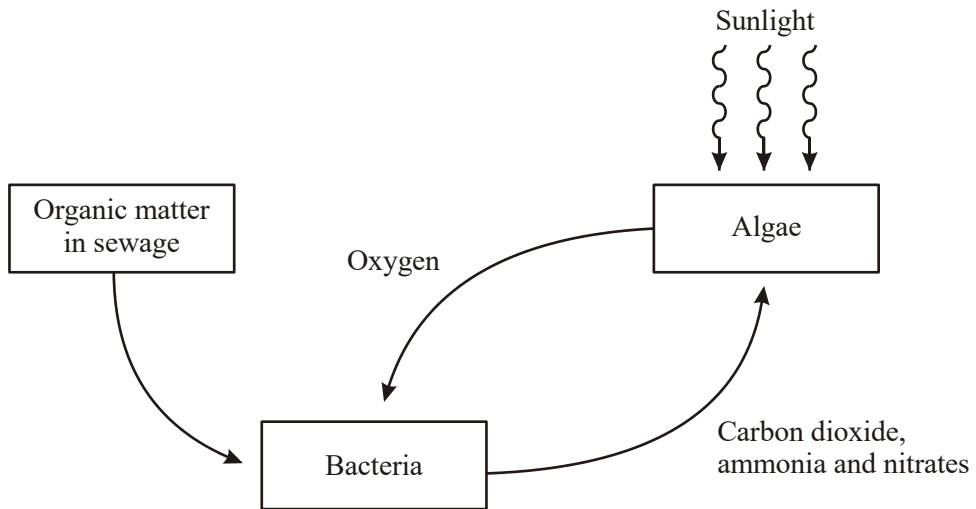 Sunlight
Organic matter
in sewage
Algae
Oxygen
Bacteria
Carbon dioxide,
ammonia and nitrates